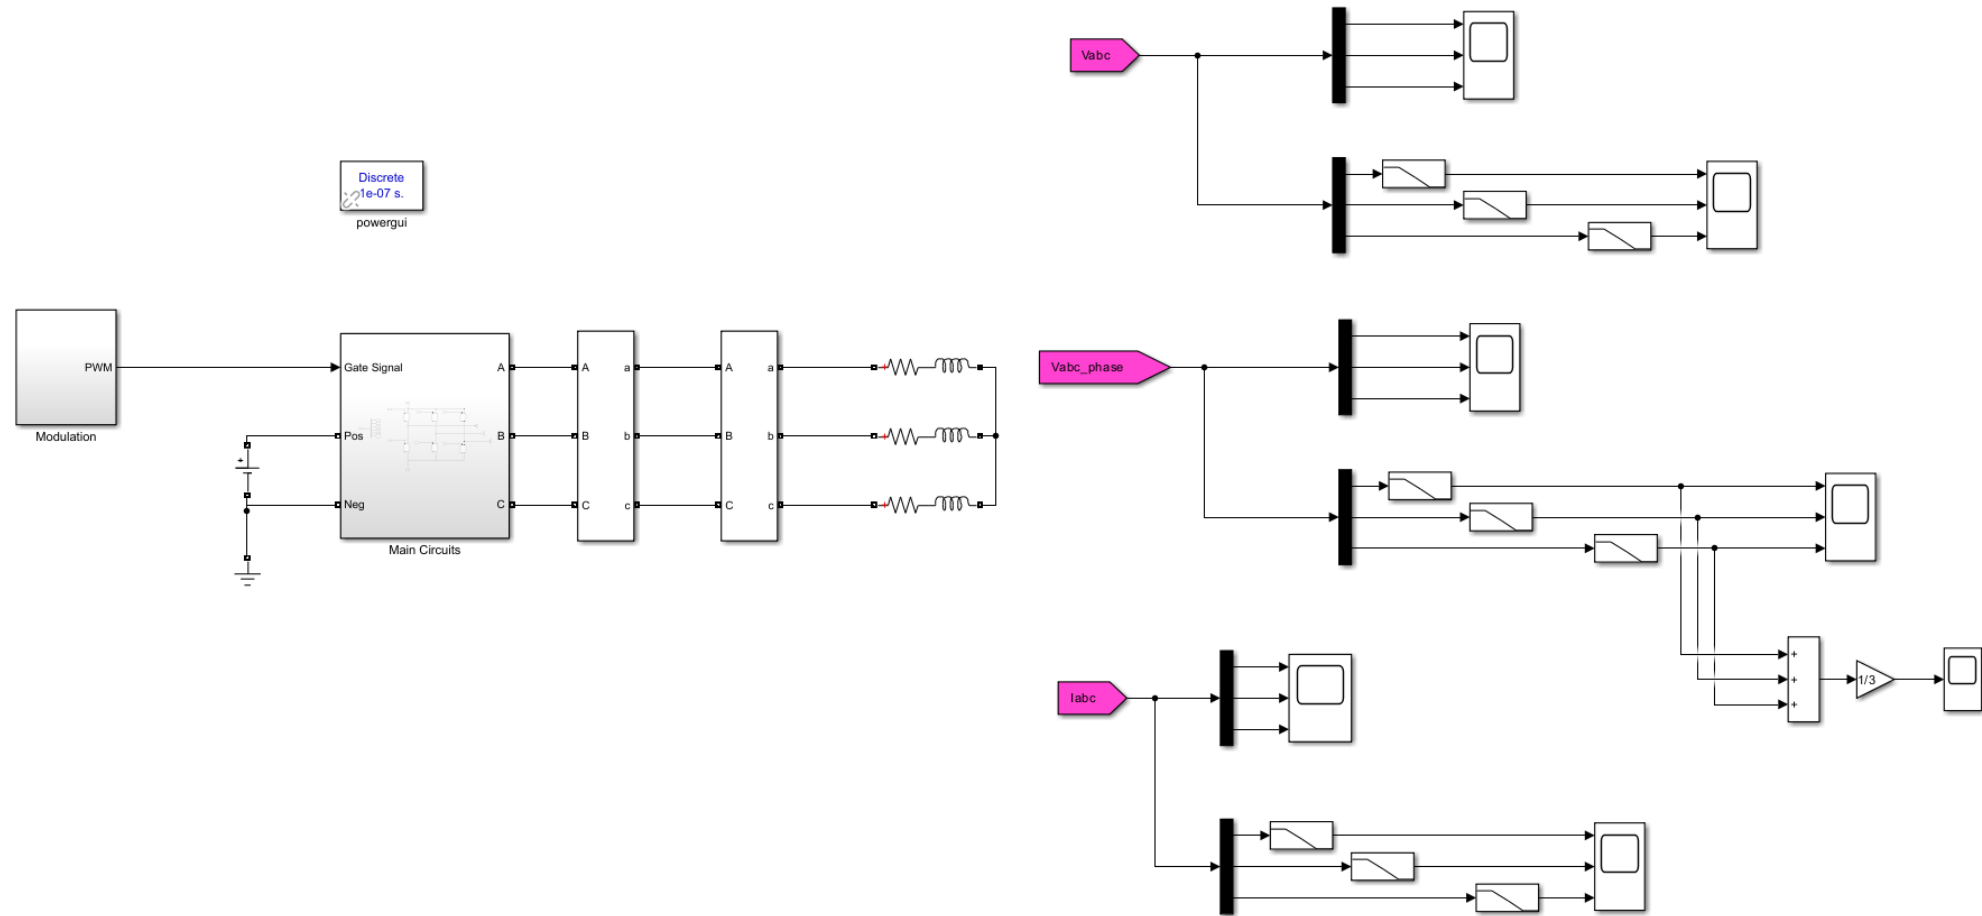 Vabc
Discrete
1e-07 s.
powergui
PWM
Modulation
Gate Signal
Pos
Neg
A
B
C
Main Circuits
A
B
C
a
b
c
A
B
C
a
b
c
+
Vabc_phase
+
+
+
1/3
Iabc